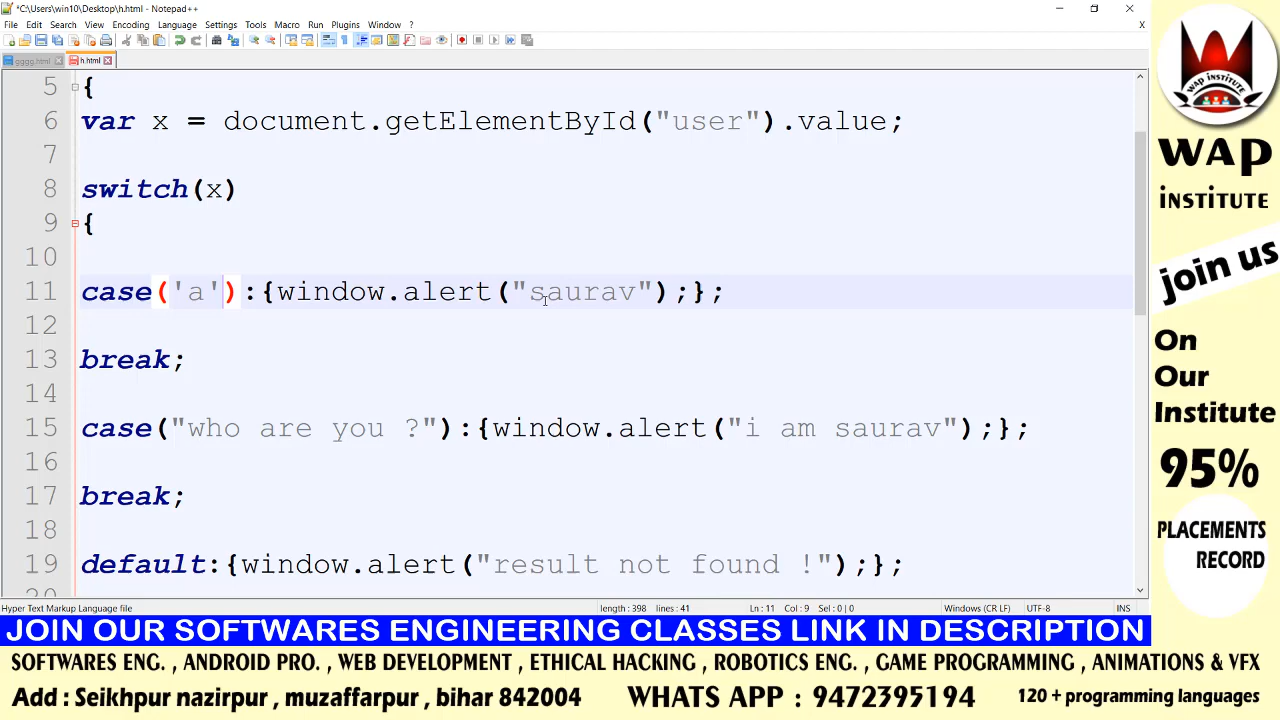 *C:\Users\win10\Desktop\h.html - Notepad++
File Edit Search View Encoding Language Settings Tools Macro Run Plugins Window ? X
gggg.html h.html
5 {
6 var x = document.getElementById("user").value;
7
8 switch(x)
9 {
10
11 case('a'):{window.alert("saurav");};
12
13 break;
14
15 case("who are you ?"):{window.alert("i am saurav");};
16
17 break;
18
19 default:{window.alert("result not found !");};
Hyper Text Markup Language file length : 398 lines : 41 Ln : 11 Col : 9 Sel : 0 | 0 Windows (CR LF) UTF-8 INS
WAP INSTITUTE
WAP
INSTITUTE
join us
On
Our
Institute
95%
PLACEMENTS
RECORD
JOIN OUR SOFTWARES ENGINEERING CLASSES LINK IN DESCRIPTION
SOFTWARES ENG. , ANDROID PRO. , WEB DEVELOPMENT , ETHICAL HACKING , ROBOTICS ENG. , GAME PROGRAMMING , ANIMATIONS & VFX
Add : Seikhpur nazirpur , muzaffarpur , bihar 842004 WHATS APP : 9472395194 120 + programming languages